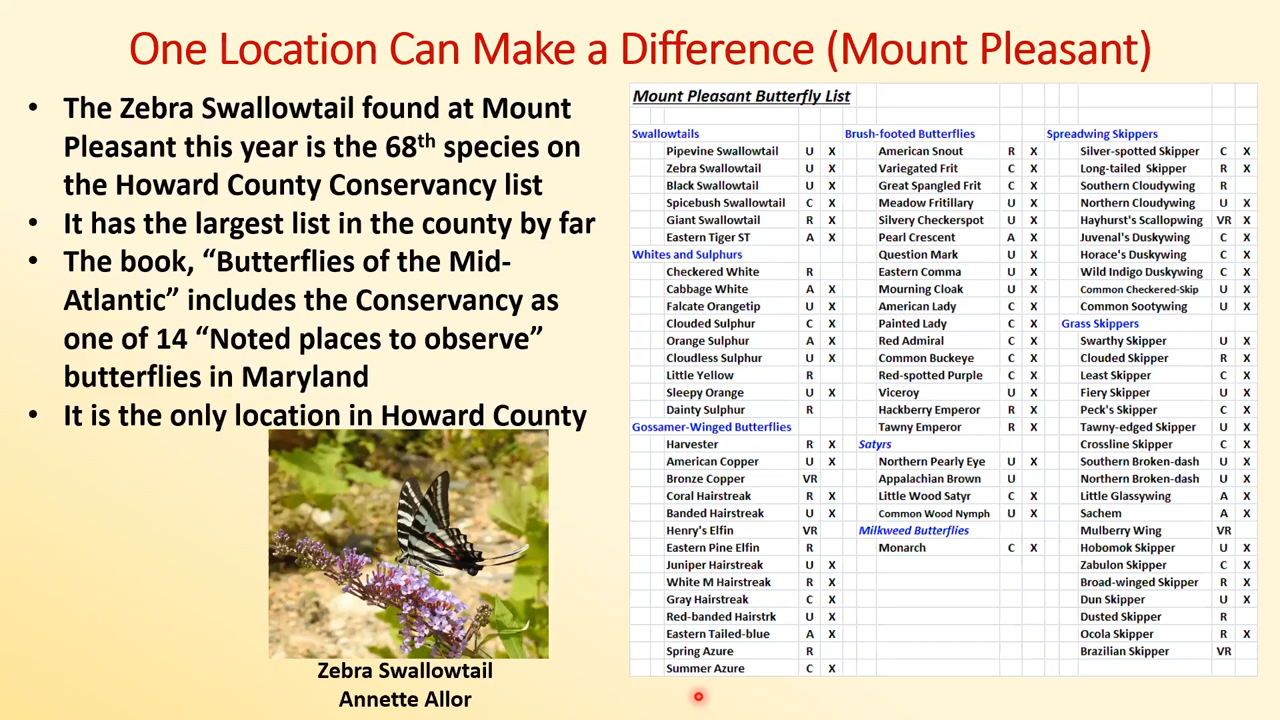 One Location Can Make a Difference (Mount Pleasant)
• The Zebra Swallowtail found at Mount
Pleasant this year is the 68th species on
the Howard County Conservancy list
• It has the largest list in the county by far
• The book, “Butterflies of the Mid-
Atlantic” includes the Conservancy as
one of 14 “Noted places to observe”
butterflies in Maryland
• It is the only location in Howard County
Zebra Swallowtail
Annette Allor
Mount Pleasant Butterfly List
Swallowtails
Pipevine Swallowtail U X
Zebra Swallowtail U X
Black Swallowtail U X
Spicebush Swallowtail C X
Giant Swallowtail R X
Eastern Tiger ST A X
Whites and Sulphurs
Checkered White R
Cabbage White A X
Falcate Orangetip U X
Clouded Sulphur C X
Orange Sulphur A X
Cloudless Sulphur U X
Little Yellow R
Sleepy Orange U X
Dainty Sulphur R
Gossamer-Winged Butterflies
Harvester R X
American Copper U X
Bronze Copper VR
Coral Hairstreak R X
Banded Hairstreak U X
Henry's Elfin VR
Eastern Pine Elfin R
Juniper Hairstreak U X
White M Hairstreak R X
Gray Hairstreak C X
Red-banded Hairstrk U X
Eastern Tailed-blue A X
Spring Azure R
Summer Azure C X
Brush-footed Butterflies
American Snout R X
Variegated Frit C X
Great Spangled Frit C X
Meadow Fritillary U X
Silvery Checkerspot U X
Pearl Crescent A X
Question Mark U X
Eastern Comma U X
Mourning Cloak U X
American Lady C X
Painted Lady C X
Red Admiral C X
Common Buckeye C X
Red-spotted Purple C X
Viceroy U X
Hackberry Emperor R X
Tawny Emperor R X
Satyrs
Northern Pearly Eye U X
Appalachian Brown U
Little Wood Satyr C X
Common Wood Nymph U X
Milkweed Butterflies
Monarch C X
Spreadwing Skippers
Silver-spotted Skipper C X
Long-tailed Skipper R X
Southern Cloudywing R
Northern Cloudywing U X
Hayhurst's Scallopwing VR X
Juvenal's Duskywing C X
Horace's Duskywing C X
Wild Indigo Duskywing C X
Common Checkered-Skip U X
Common Sootywing U X
Grass Skippers
Swarthy Skipper U X
Clouded Skipper R X
Least Skipper C X
Fiery Skipper U X
Peck's Skipper C X
Tawny-edged Skipper U X
Crossline Skipper C X
Southern Broken-dash U X
Northern Broken-dash U X
Little Glassywing A X
Sachem A X
Mulberry Wing VR
Hobomok Skipper U X
Zabulon Skipper C X
Broad-winged Skipper R X
Dun Skipper U X
Dusted Skipper R
Ocola Skipper R X
Brazilian Skipper VR